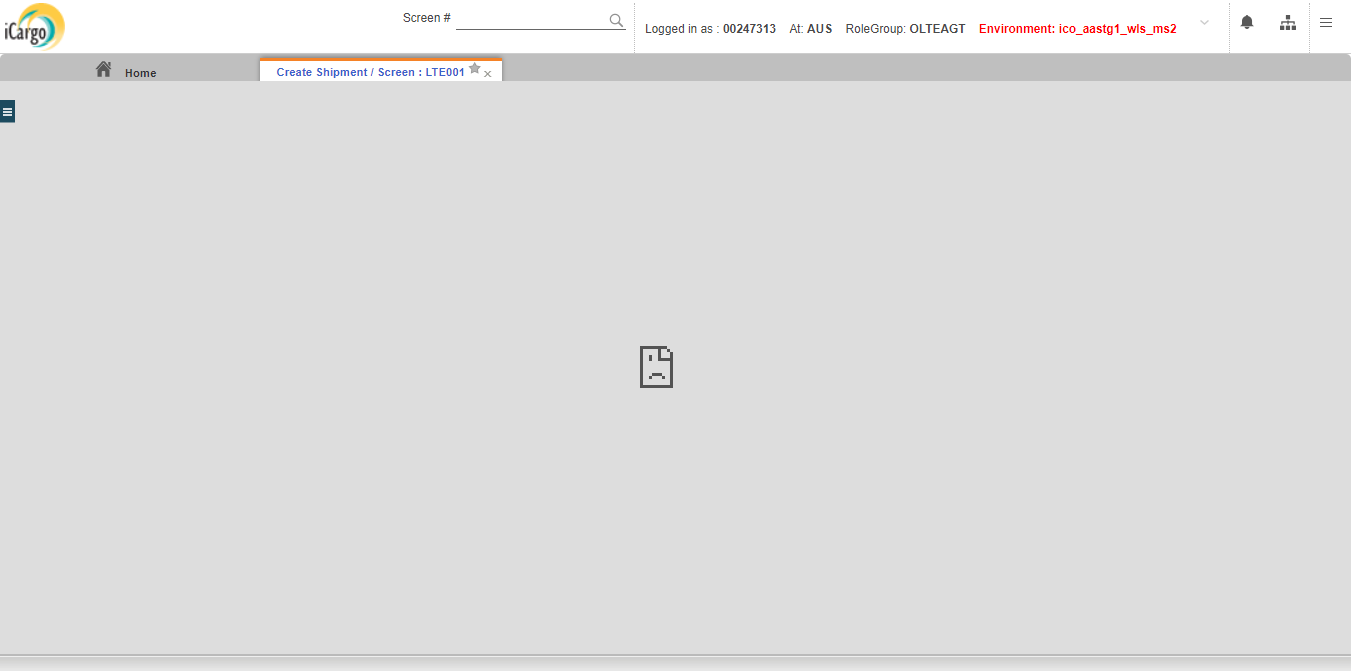 iCargo
Screen #
Logged in as : 00247313 At: AUS RoleGroup: OLTEAGT Environment: ico_aastg1_wls_ms2
Home
Create Shipment / Screen : LTE001